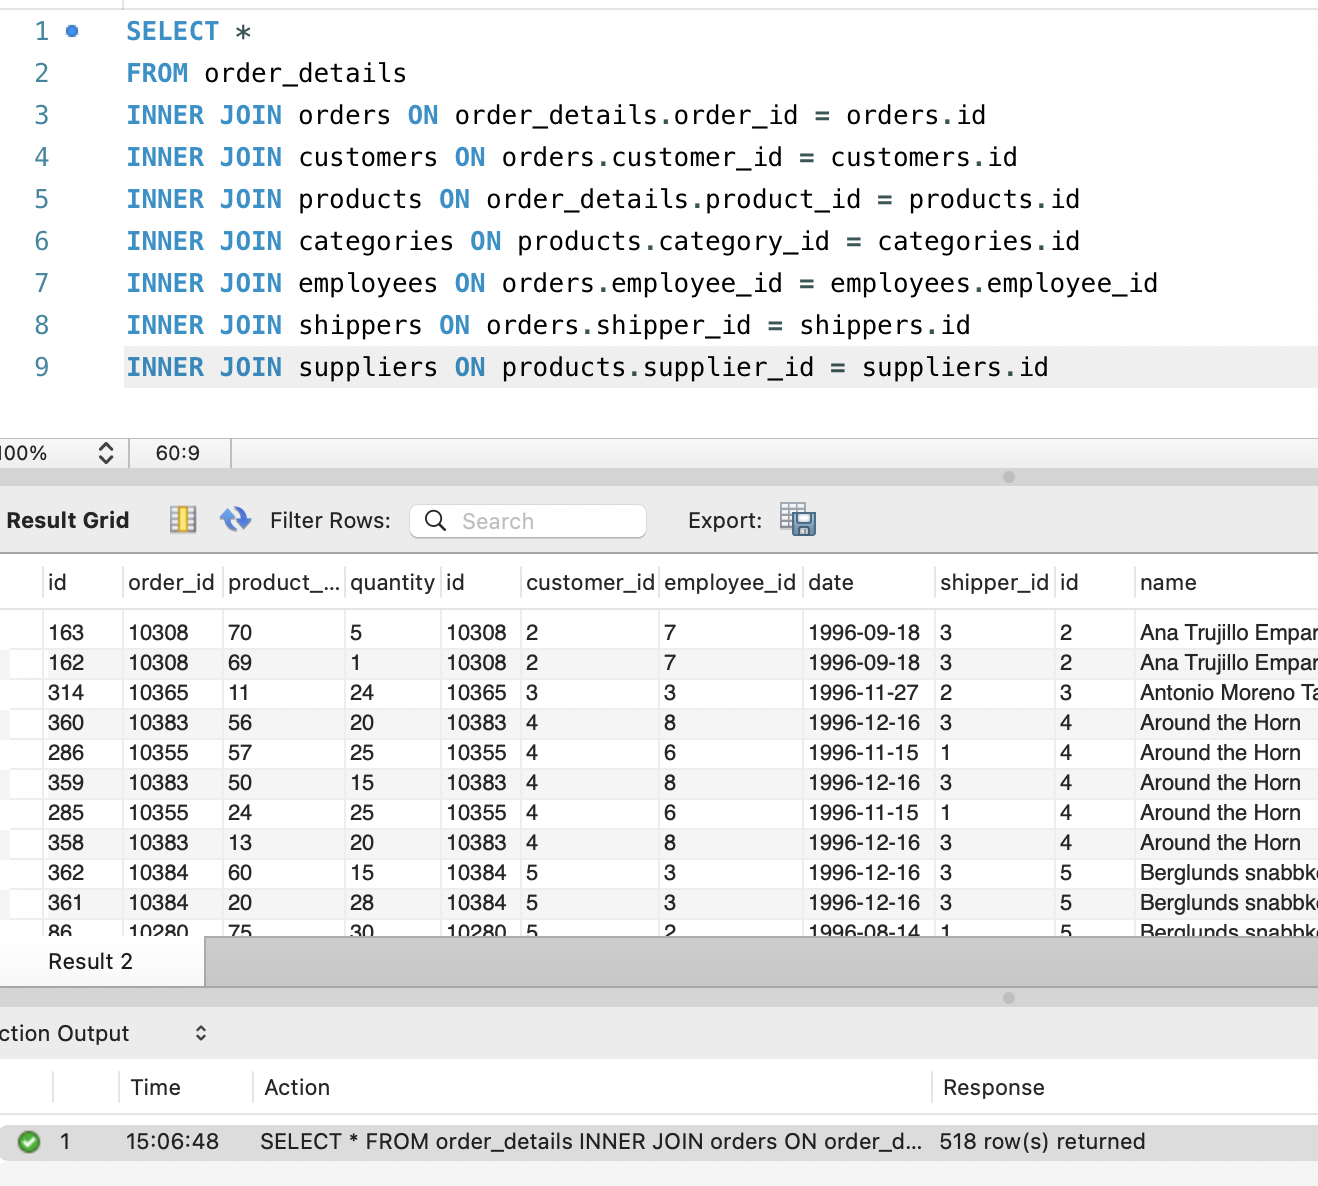 1 SELECT *
2 FROM order_details
3 INNER JOIN orders ON order_details.order_id = orders.id
4 INNER JOIN customers ON orders.customer_id = customers.id
5 INNER JOIN products ON order_details.product_id = products.id
6 INNER JOIN categories ON products.category_id = categories.id
7 INNER JOIN employees ON orders.employee_id = employees.employee_id
8 INNER JOIN shippers ON orders.shipper_id = shippers.id
9 INNER JOIN suppliers ON products.supplier_id = suppliers.id
100% 60:9
Result Grid Filter Rows: Search Export:
id order_id product_... quantity id customer_id employee_id date shipper_id id name
163 10308 70 5 10308 2 7 1996-09-18 3 2 Ana Trujillo Empar
162 10308 69 1 10308 2 7 1996-09-18 3 2 Ana Trujillo Empar
314 10365 11 24 10365 3 3 1996-11-27 2 3 Antonio Moreno Ta
360 10383 56 20 10383 4 8 1996-12-16 3 4 Around the Horn
286 10355 57 25 10355 4 6 1996-11-15 1 4 Around the Horn
359 10383 50 15 10383 4 8 1996-12-16 3 4 Around the Horn
285 10355 24 25 10355 4 6 1996-11-15 1 4 Around the Horn
358 10383 13 20 10383 4 8 1996-12-16 3 4 Around the Horn
362 10384 60 15 10384 5 3 1996-12-16 3 5 Berglunds snabbk
361 10384 20 28 10384 5 3 1996-12-16 3 5 Berglunds snabbk
86 10280 75 30 10280 5 2 1996-08-14 1 5 Berglunds snabbk
Result 2
ction Output
Time Action Response
1 15:06:48 SELECT * FROM order_details INNER JOIN orders ON order_d... 518 row(s) returned